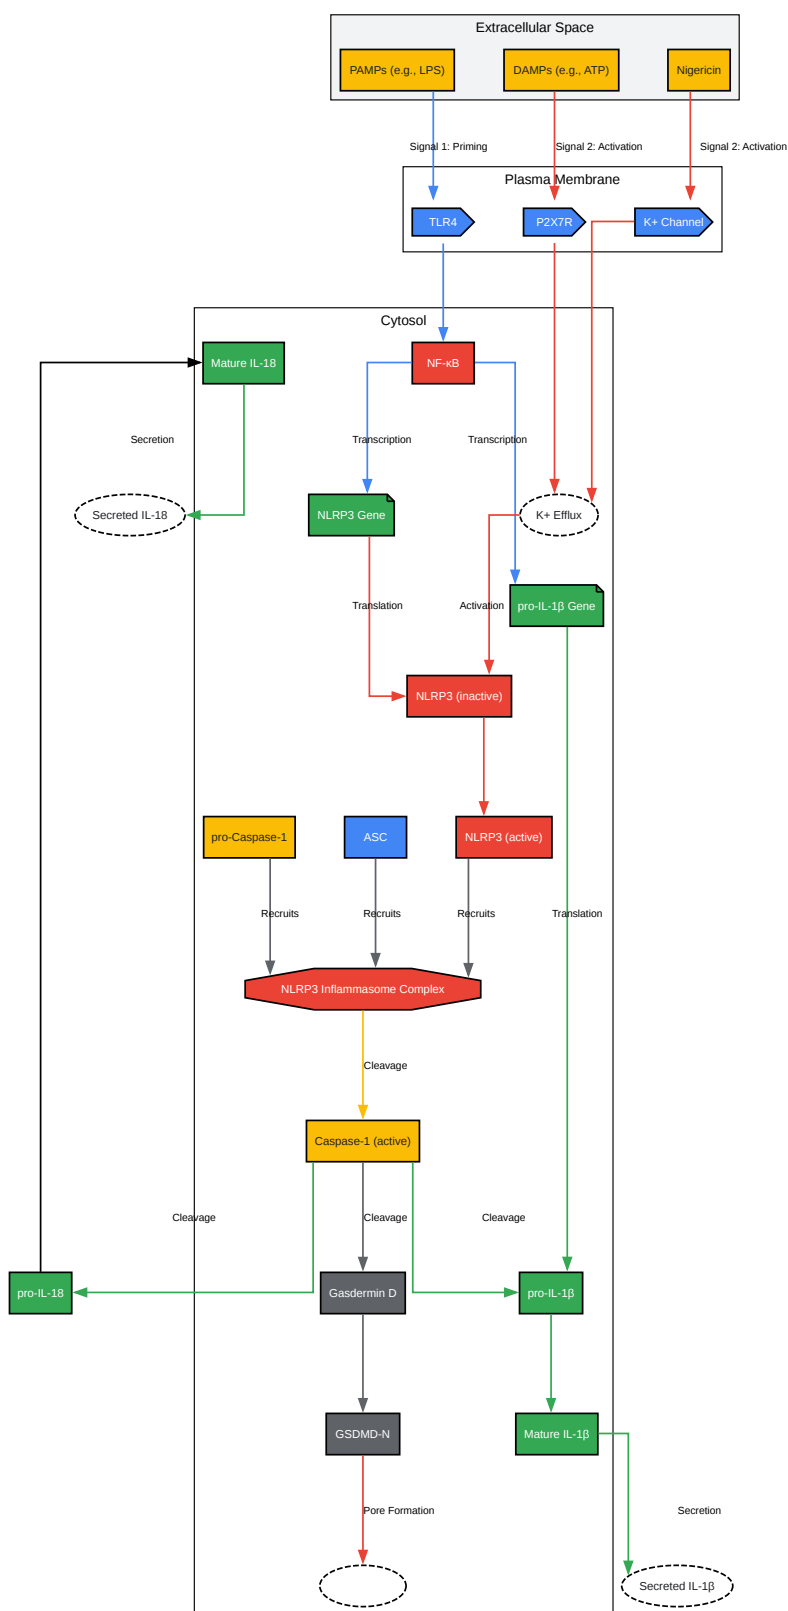 Extracellular Space
PAMPs (e.g., LPS)
DAMPs (e.g., ATP)
Nigericin
Signal 1: Priming
Signal 2: Activation
Signal 2: Activation
Plasma Membrane
TLR4
P2X7R
K+ Channel
Cytosol
Mature IL-18
NF-κB
Secretion
Transcription
Transcription
Secreted IL-18
NLRP3 Gene
K+ Efflux
Translation
Activation
pro-IL-1β Gene
NLRP3 (inactive)
pro-Caspase-1
ASC
NLRP3 (active)
Recruits
Recruits
Recruits
Translation
NLRP3 Inflammasome Complex
Cleavage
Caspase-1 (active)
Cleavage
Cleavage
Cleavage
pro-IL-18
Gasdermin D
pro-IL-1β
GSDMD-N
Mature IL-1β
Pore Formation
Secretion
Secreted IL-1β